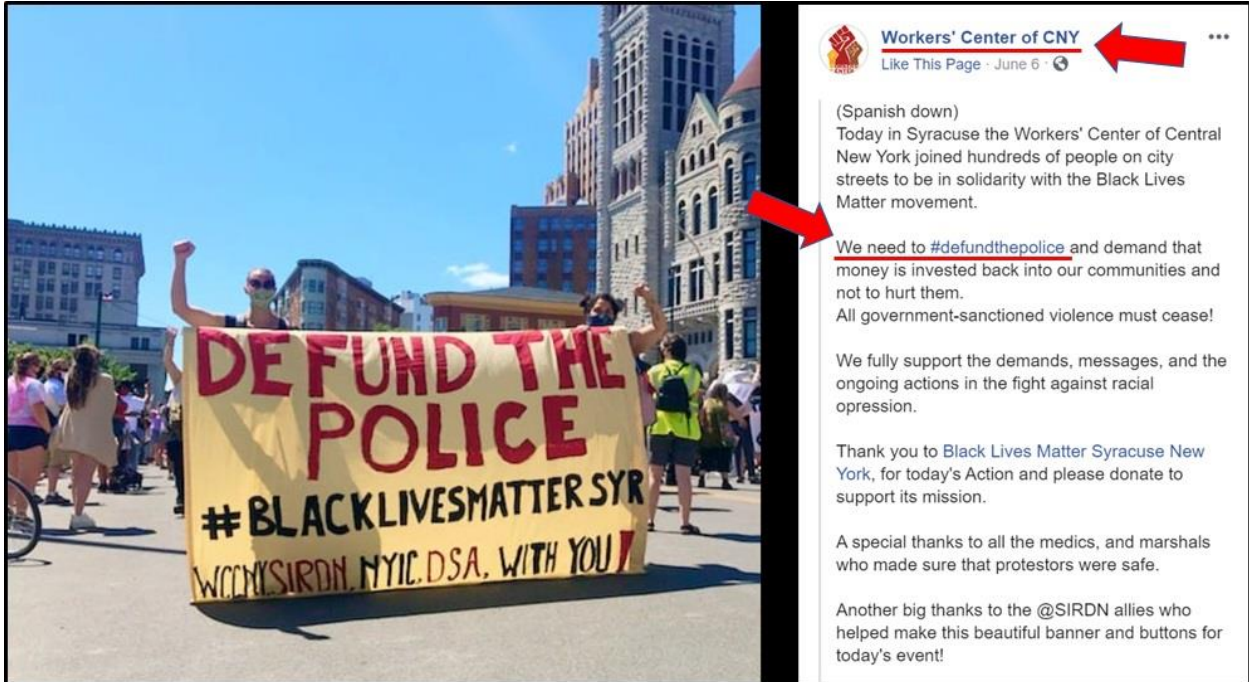 DEFUND THE
POLICE
#BLACKLIVESMATTER SYR
WCCNY, SIRDN, NYIC, DSA, WITH YOU!
Workers' Center of CNY
Like This Page · June 6 ·
(Spanish down)
Today in Syracuse the Workers' Center of Central
New York joined hundreds of people on city
streets to be in solidarity with the Black Lives
Matter movement.
We need to #defundthepolice and demand that
money is invested back into our communities and
not to hurt them.
All government-sanctioned violence must cease!
We fully support the demands, messages, and the
ongoing actions in the fight against racial
opression.
Thank you to Black Lives Matter Syracuse New
York, for today's Action and please donate to
support its mission.
A special thanks to all the medics, and marshals
who made sure that protestors were safe.
Another big thanks to the @SIRDN allies who
helped make this beautiful banner and buttons for
today's event!